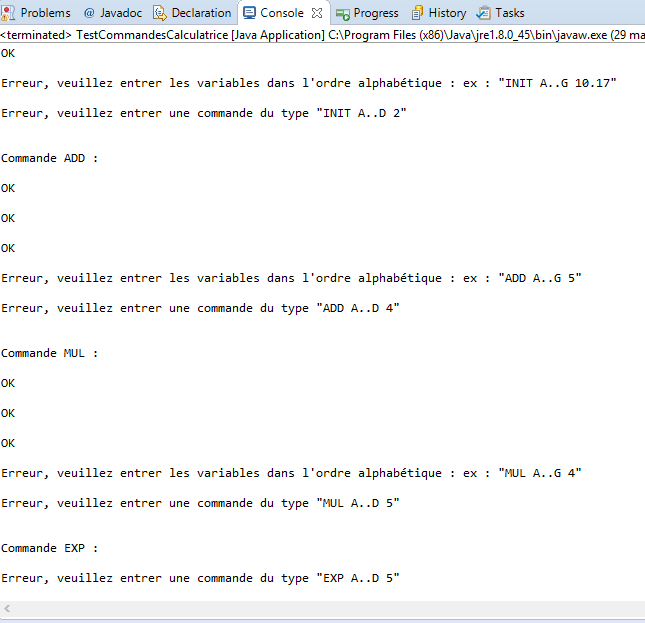 Problems @ Javadoc Declaration Console Progress History Tasks
<terminated> TestCommandesCalculatrice [Java Application] C:\Program Files (x86)\Java\jre1.8.0_45\bin\javaw.exe (29 ma
OK
Erreur, veuillez entrer les variables dans l'ordre alphabétique : ex : "INIT A..G 10.17"
Erreur, veuillez entrer une commande du type "INIT A..D 2"
Commande ADD :
OK
OK
OK
Erreur, veuillez entrer les variables dans l'ordre alphabétique : ex : "ADD A..G 5"
Erreur, veuillez entrer une commande du type "ADD A..D 4"
Commande MUL :
OK
OK
OK
Erreur, veuillez entrer les variables dans l'ordre alphabétique : ex : "MUL A..G 4"
Erreur, veuillez entrer une commande du type "MUL A..D 5"
Commande EXP :
Erreur, veuillez entrer une commande du type "EXP A..D 5"